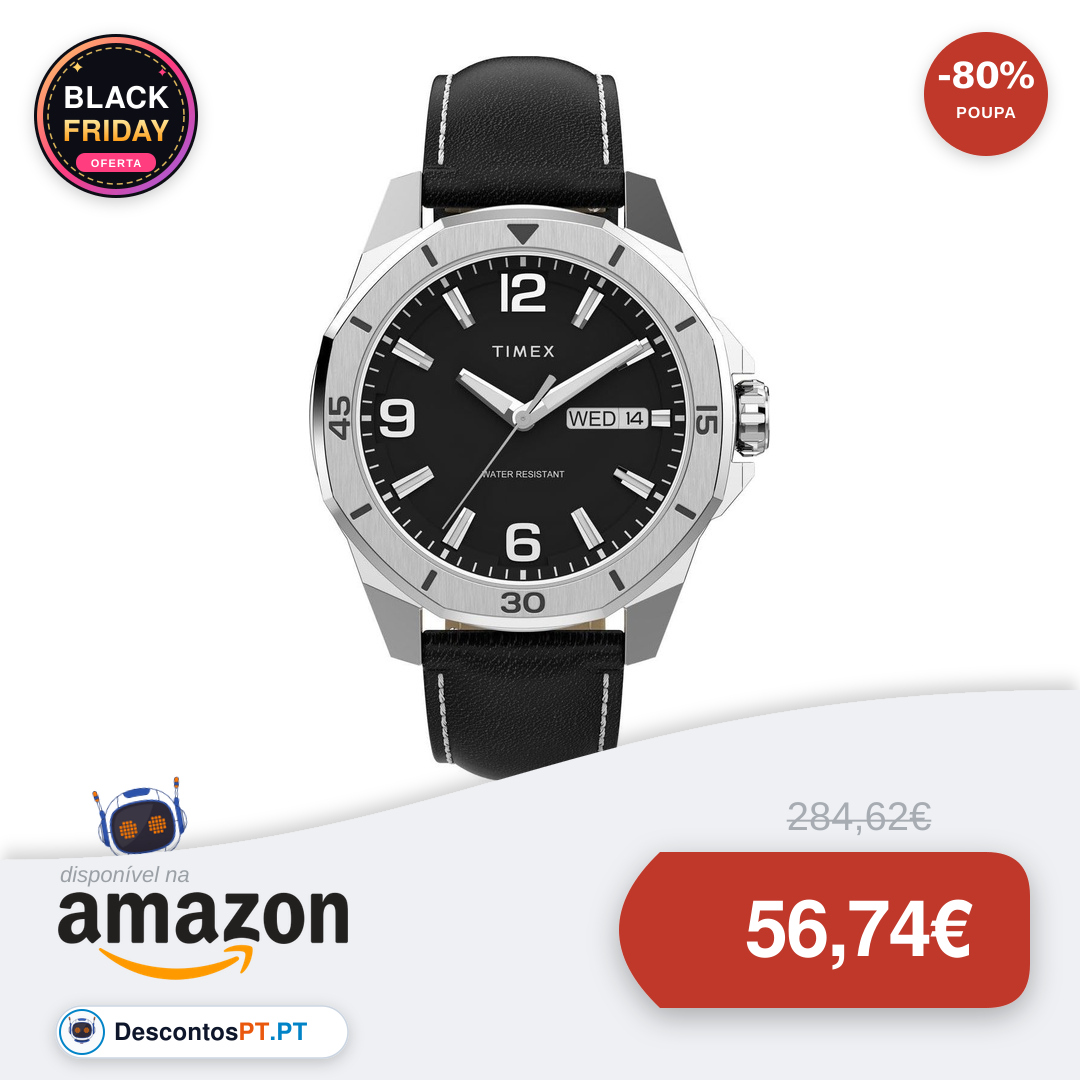 BLACK
FRIDAY
OFERTA
-80%
POUPA
12
TIMEX
45
9
WED 14
15
WATER RESISTANT
6
30
284,62€
disponível na
amazon
56,74€
DescontosPT.PT